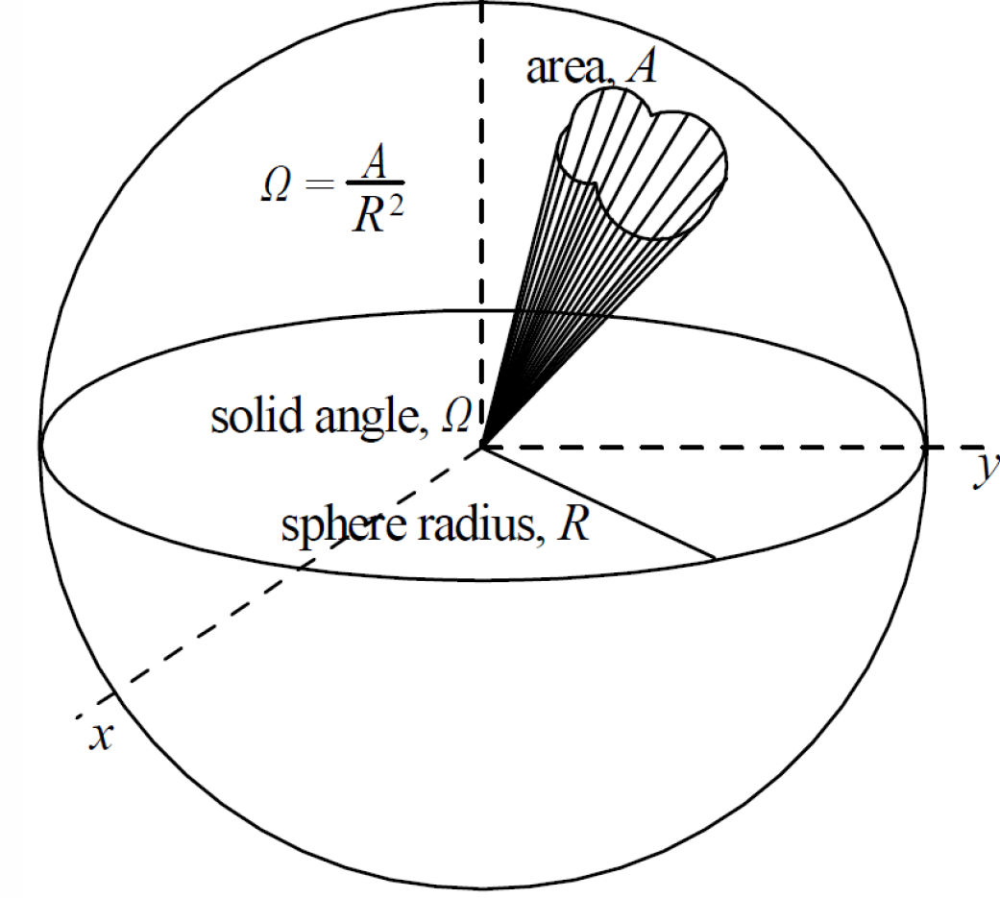 area, A
Ω = A / R²
solid angle, Ω
y
sphere radius, R
x